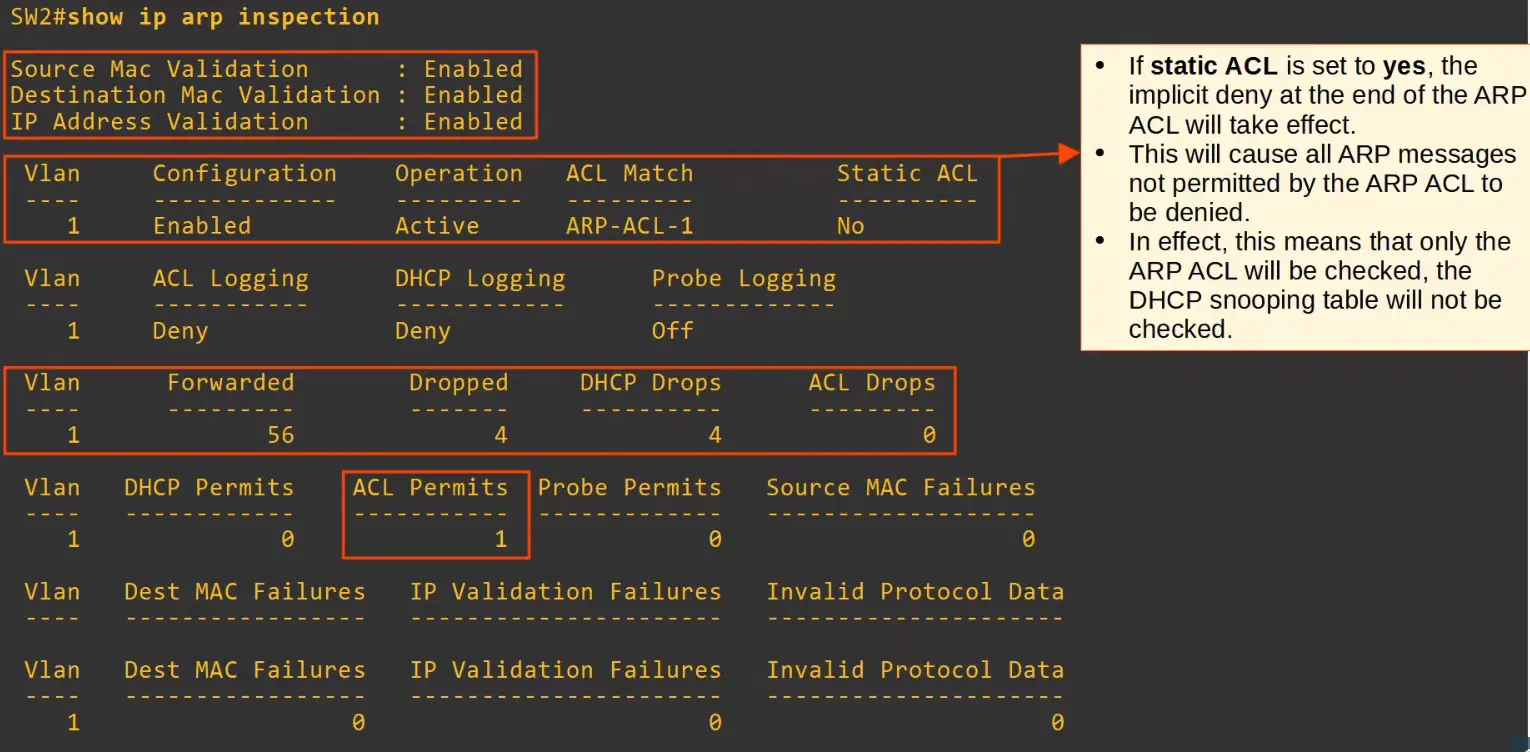 SW2#show ip arp inspection
Source Mac Validation : Enabled
Destination Mac Validation : Enabled
IP Address Validation : Enabled
Vlan Configuration Operation ACL Match Static ACL
---- ------------- --------- --------- ----------
1 Enabled Active ARP-ACL-1 No
Vlan ACL Logging DHCP Logging Probe Logging
---- ----------- ------------ -------------
1 Deny Deny Off
Vlan Forwarded Dropped DHCP Drops ACL Drops
---- --------- ------- ---------- ---------
1 56 4 4 0
Vlan DHCP Permits ACL Permits Probe Permits Source MAC Failures
---- ------------ ----------- ------------- -------------------
1 0 1 0 0
Vlan Dest MAC Failures IP Validation Failures Invalid Protocol Data
---- ----------------- ---------------------- ---------------------
Vlan Dest MAC Failures IP Validation Failures Invalid Protocol Data
---- ----------------- ---------------------- ---------------------
1 0 0 0
• If static ACL is set to yes, the
implicit deny at the end of the ARP
ACL will take effect.
• This will cause all ARP messages
not permitted by the ARP ACL to
be denied.
• In effect, this means that only the
ARP ACL will be checked, the
DHCP snooping table will not be
checked.